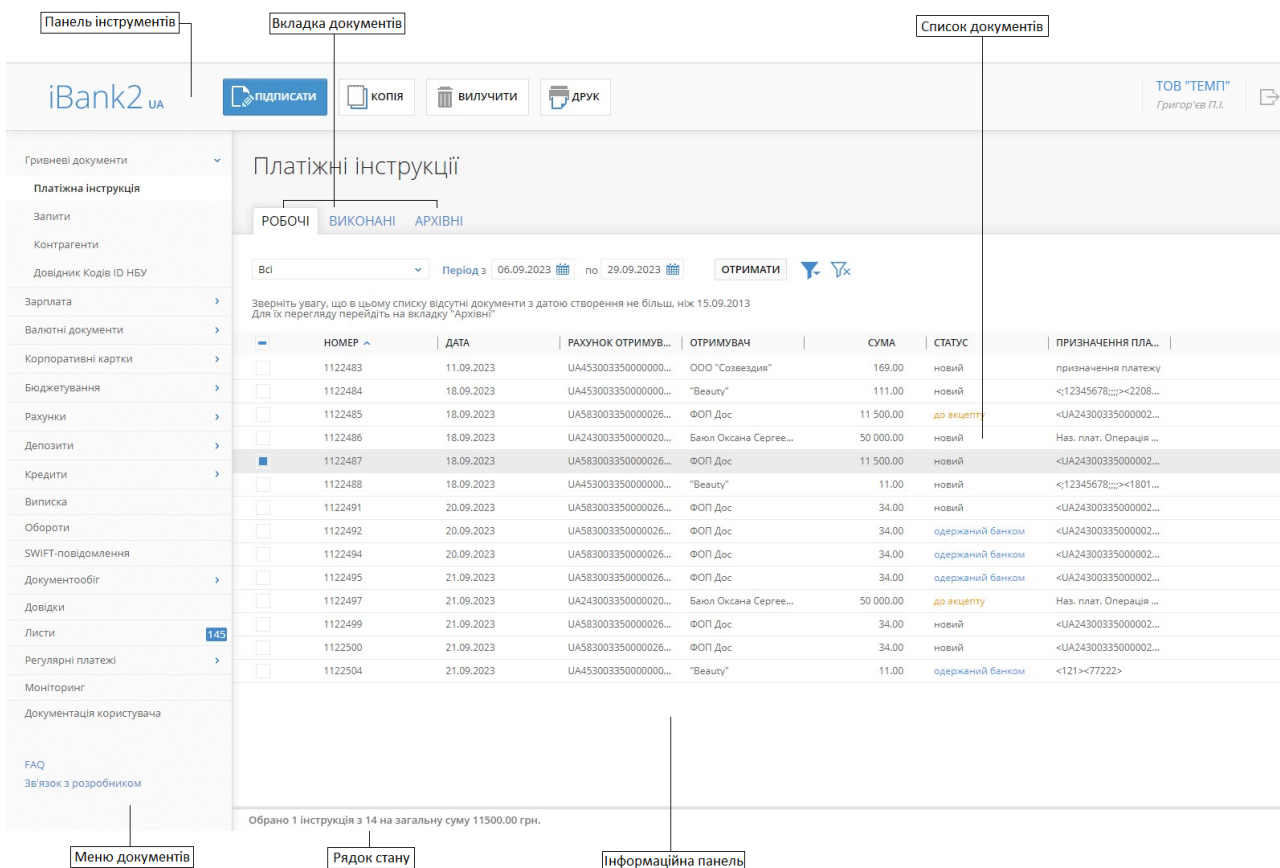 Панель інструментів
Вкладка документів
Список документів
iBank2 UA
ПІДПИСАТИ
КОПІЯ
ВИЛУЧИТИ
ДРУК
ТОВ "ТЕМП"
Григор'єв П.І.
Гривневі документи
Платіжна інструкція
Запити
Контрагенти
Довідник Кодів ID НБУ
Зарплата
Валютні документи
Корпоративні картки
Бюджетування
Рахунки
Депозити
Кредити
Виписка
Обороти
SWIFT-повідомлення
Документообіг
Довідки
Листи 145
Регулярні платежі
Моніторинг
Документація користувача
FAQ
Зв'язок з розробником
Платіжні інструкції
РОБОЧІ ВИКОНАНІ АРХІВНІ
Всі Період з 06.09.2023 по 29.09.2023 ОТРИМАТИ
Зверніть увагу, що в цьому списку відсутні документи з датою створення не більш, ніж 15.09.2013
Для їх перегляду перейдіть на вкладку "Архівні"
НОМЕР ДАТА РАХУНОК ОТРИМУВ... ОТРИМУВАЧ СУМА СТАТУС ПРИЗНАЧЕННЯ ПЛА...
1122483 11.09.2023 UA453003350000000... ООО "Созвездия" 169.00 новий призначення платежу
1122484 18.09.2023 UA453003350000000... "Beauty" 111.00 новий <;12345678;;;;><2208...
1122485 18.09.2023 UA583003350000026... ФОП Дос 11 500.00 до акцепту <UA24300335000002...
1122486 18.09.2023 UA243003350000020... Баюл Оксана Сергее... 50 000.00 новий Наз. плат. Операція ...
1122487 18.09.2023 UA583003350000026... ФОП Дос 11 500.00 новий <UA24300335000002...
1122488 18.09.2023 UA453003350000000... "Beauty" 11.00 новий <;12345678;;;;><1801...
1122491 20.09.2023 UA583003350000026... ФОП Дос 34.00 новий <UA24300335000002...
1122492 20.09.2023 UA583003350000026... ФОП Дос 34.00 одержаний банком <UA24300335000002...
1122494 20.09.2023 UA583003350000026... ФОП Дос 34.00 одержаний банком <UA24300335000002...
1122495 21.09.2023 UA583003350000026... ФОП Дос 34.00 одержаний банком <UA24300335000002...
1122497 21.09.2023 UA243003350000020... Баюл Оксана Сергее... 50 000.00 до акцепту Наз. плат. Операція ...
1122499 21.09.2023 UA583003350000026... ФОП Дос 34.00 новий <UA24300335000002...
1122500 21.09.2023 UA583003350000026... ФОП Дос 34.00 новий <UA24300335000002...
1122504 21.09.2023 UA453003350000000... "Beauty" 11.00 одержаний банком <121><77222>
Обрано 1 інструкція з 14 на загальну суму 11500.00 грн.
Меню документів
Рядок стану
Інформаційна панель